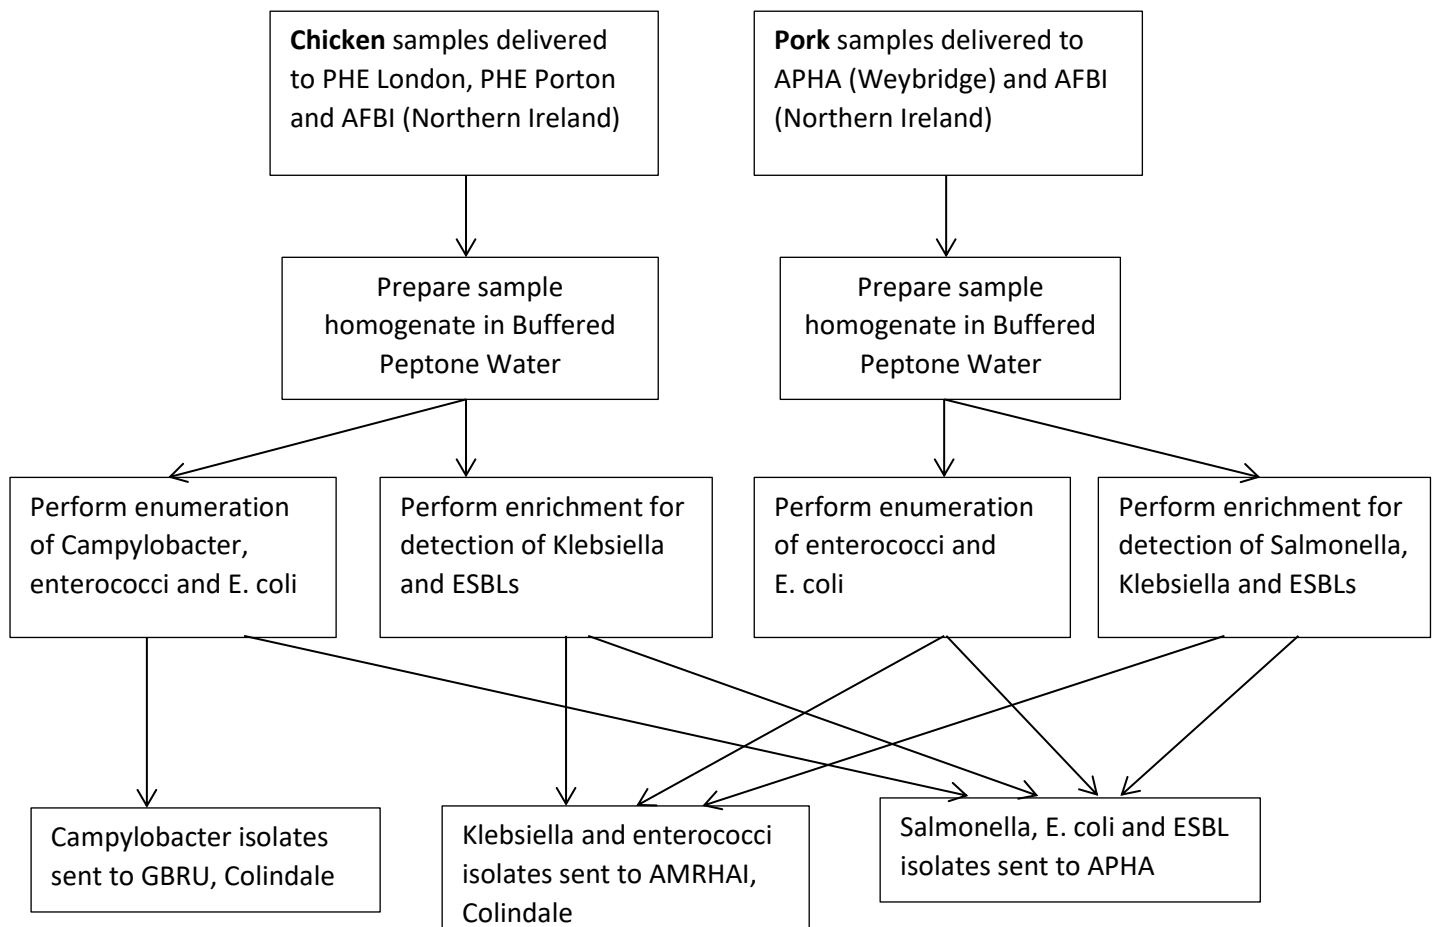 Chicken samples delivered
to PHE London, PHE Porton
and AFBI (Northern Ireland)
Pork samples delivered to
APHA (Weybridge) and AFBI
(Northern Ireland)
Prepare sample
homogenate in Buffered
Peptone Water
Prepare sample
homogenate in Buffered
Peptone Water
Perform enumeration
of Campylobacter,
enterococci and E. coli
Perform enrichment for
detection of Klebsiella
and ESBLs
Perform enumeration
of enterococci and
E. coli
Perform enrichment for
detection of Salmonella,
Klebsiella and ESBLs
Campylobacter isolates
sent to GBRU, Colindale
Klebsiella and enterococci
isolates sent to AMRHAI,
Colindale
Salmonella, E. coli and ESBL
isolates sent to APHA